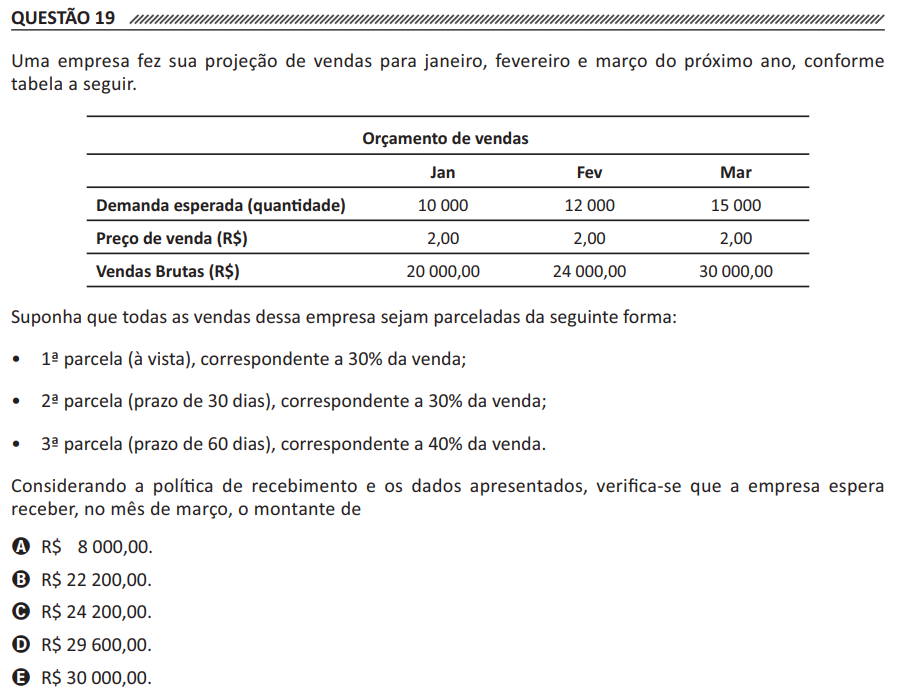 QUESTÃO 19
Uma empresa fez sua projeção de vendas para janeiro, fevereiro e março do próximo ano, conforme
tabela a seguir.
Orçamento de vendas
Jan Fev Mar
Demanda esperada (quantidade) 10 000 12 000 15 000
Preço de venda (R$) 2,00 2,00 2,00
Vendas Brutas (R$) 20 000,00 24 000,00 30 000,00
Suponha que todas as vendas dessa empresa sejam parceladas da seguinte forma:
• 1ª parcela (à vista), correspondente a 30% da venda;
• 2ª parcela (prazo de 30 dias), correspondente a 30% da venda;
• 3ª parcela (prazo de 60 dias), correspondente a 40% da venda.
Considerando a política de recebimento e os dados apresentados, verifica-se que a empresa espera
receber, no mês de março, o montante de
A R$ 8 000,00.
B R$ 22 200,00.
C R$ 24 200,00.
D R$ 29 600,00.
E R$ 30 000,00.